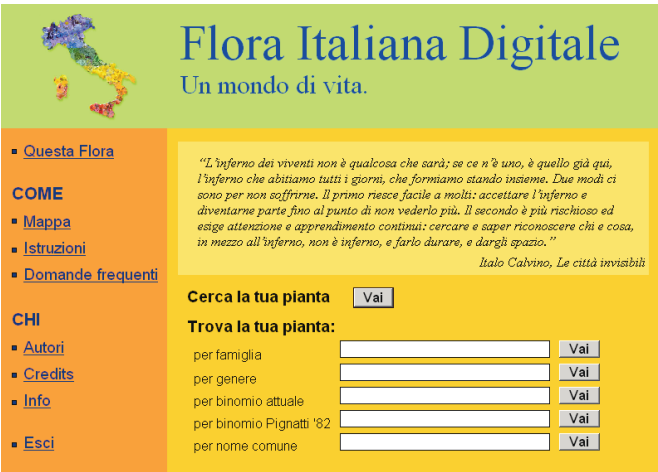 Flora Italiana Digitale
Un mondo di vita.
Questa Flora
COME
Mappa
Istruzioni
Domande frequenti
CHI
Autori
Credits
Info
Esci
“L’inferno dei viventi non è qualcosa che sarà; se ce n’è uno, è quello già qui,
l’inferno che abitiamo tutti i giorni, che formiamo stando insieme. Due modi ci
sono per non soffrirne. Il primo riesce facile a molti: accettare l’inferno e
diventarne parte fino al punto di non vederlo più. Il secondo è più rischioso ed
esige attenzione e apprendimento continui: cercare e saper riconoscere chi e cosa,
in mezzo all’inferno, non è inferno, e farlo durare, e dargli spazio.”
Italo Calvino, Le città invisibili
Cerca la tua pianta Vai
Trova la tua pianta:
per famiglia Vai
per genere Vai
per binomio attuale Vai
per binomio Pignatti '82 Vai
per nome comune Vai